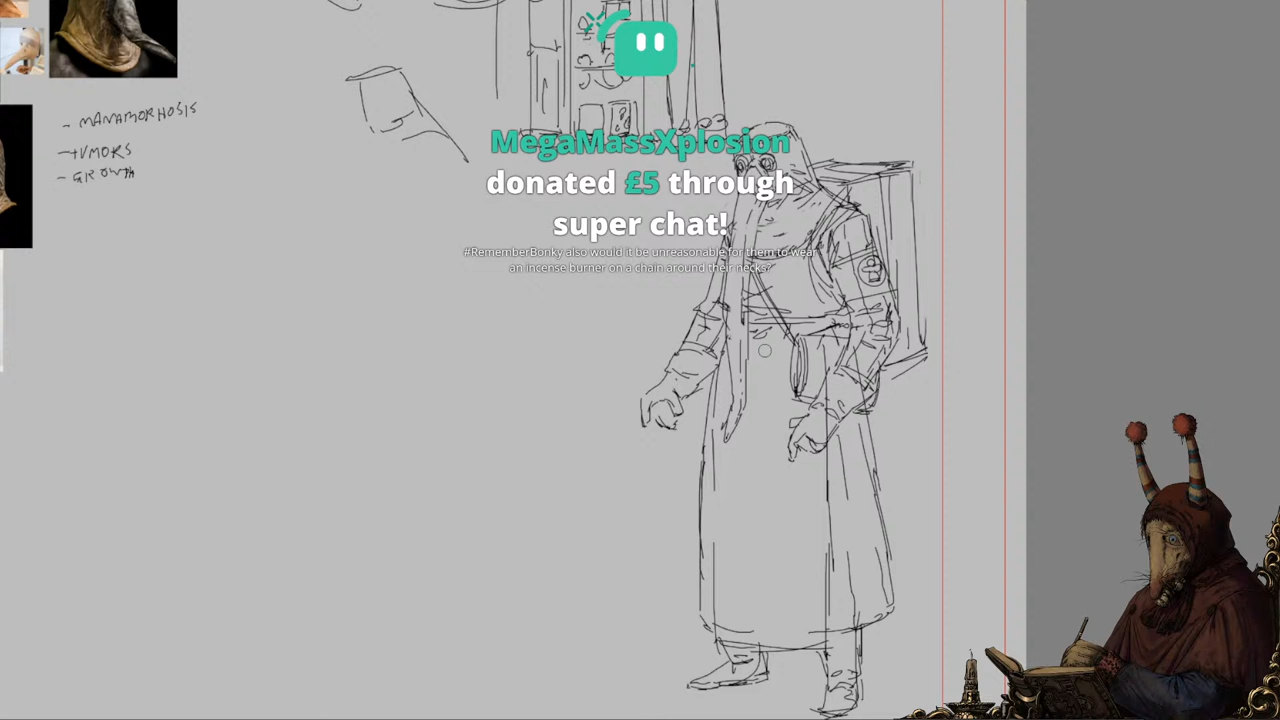 MegaMassXplosion
donated £5 through
super chat!
#RememberBonky also would it be unreasonable for them to wear
an incense burner on a chain around their necks?
- MANAMORHOSIS
- TUMORS
- GROWTH